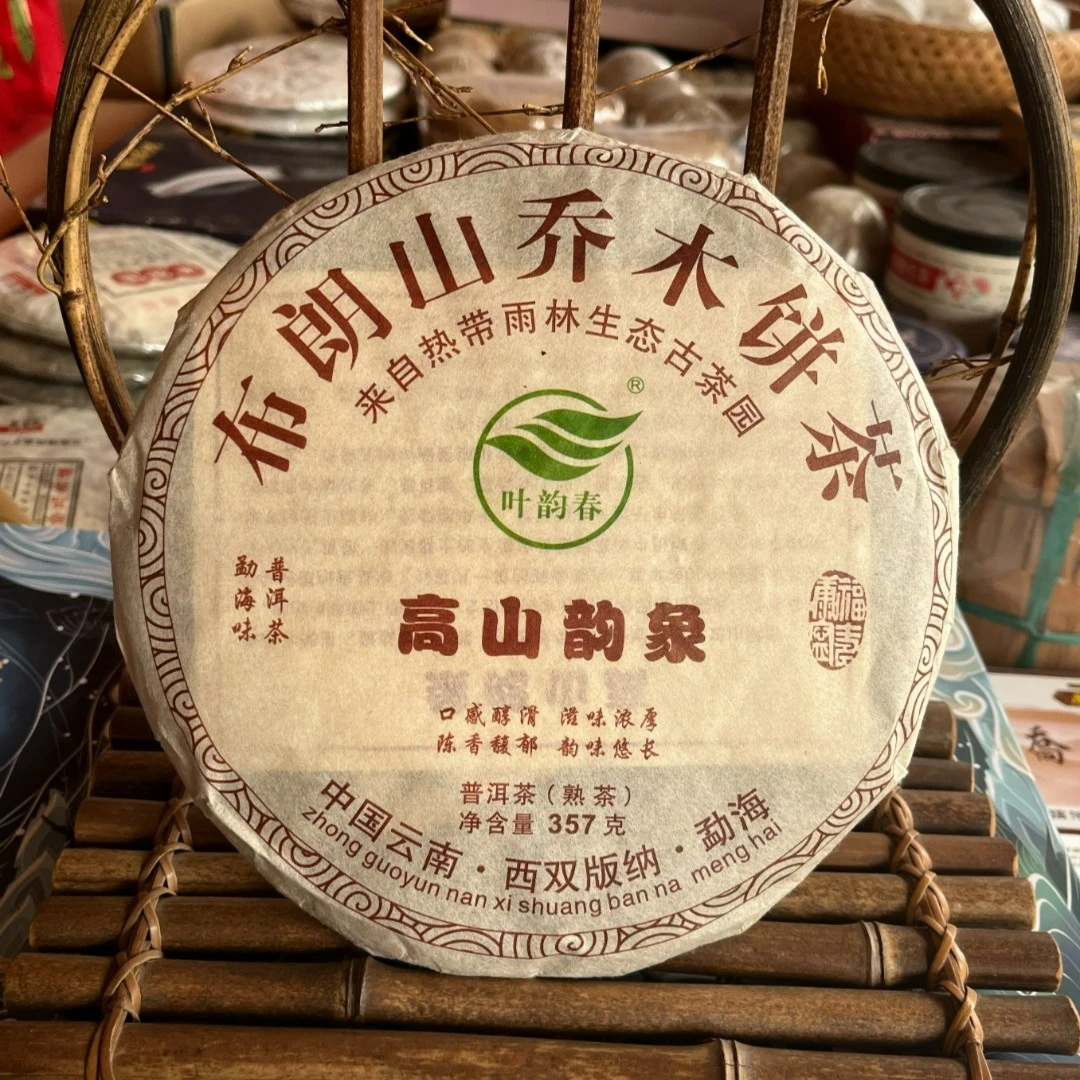 布朗山乔木饼茶
来自热带雨林生态古茶园
®
叶韵春
普洱茶
勐海味
高山韵象
口感醇滑 滋味浓厚
陈香馥郁 韵味悠长
普洱茶(熟茶)
净含量 357 克
中国云南·西双版纳·勐海
zhong guoyun nan xi shuang ban na meng hai
喬